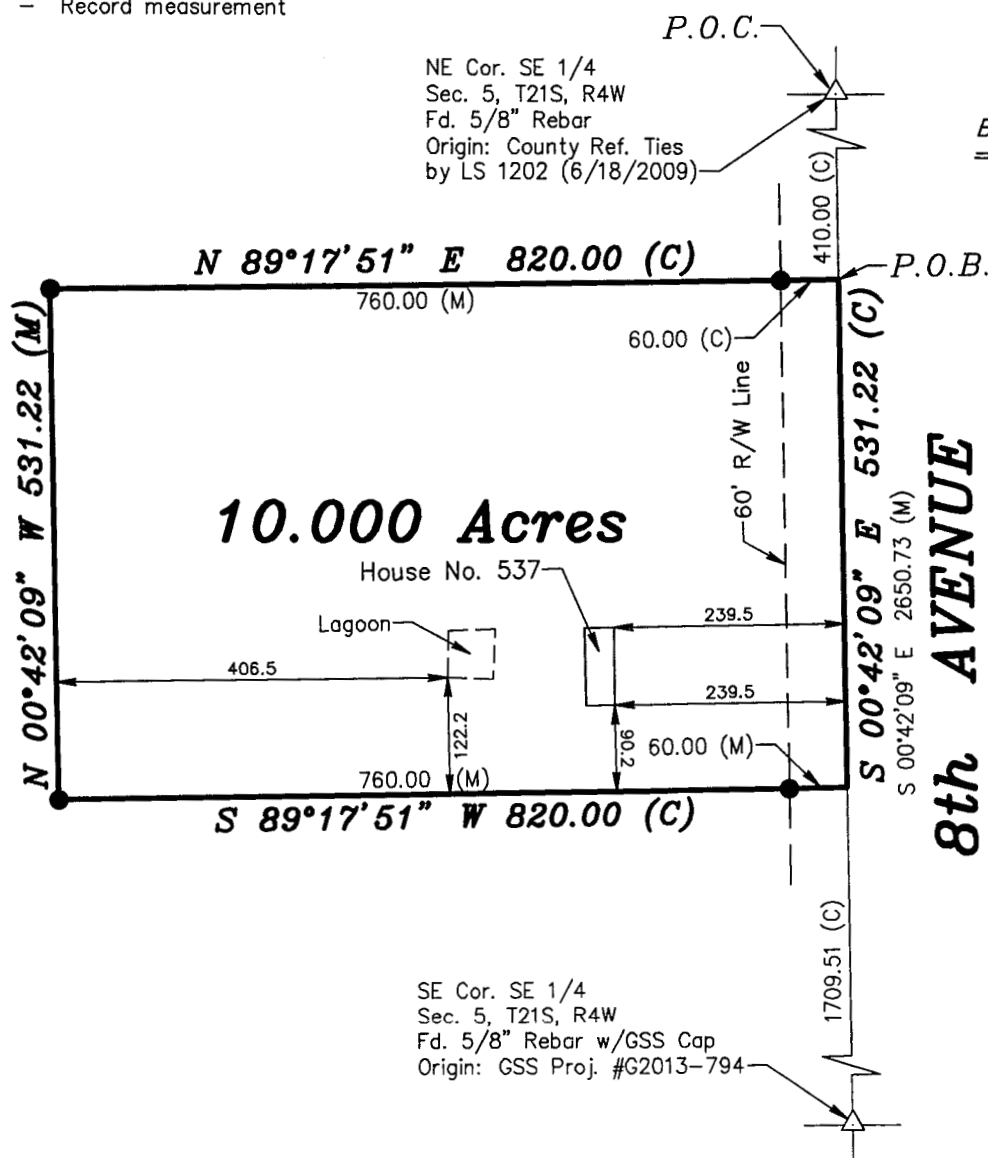 – Record measurement
P.O.C.
NE Cor. SE 1/4
Sec. 5, T21S, R4W
Fd. 5/8" Rebar
Origin: County Ref. Ties
by LS 1202 (6/18/2009)
410.00 (C)
N 89°17'51" E 820.00 (C)
P.O.B.
760.00 (M)
60.00 (C)
N 00°42'09" W 531.22 (M)
60' R/W Line
S 00°42'09" E 531.22 (C)
S 00°42'09" E 2650.73 (M)
8th AVENUE
10.000 Acres
House No. 537
Lagoon
239.5
406.5
239.5
122.2
90.2
60.00 (M)
760.00 (M)
S 89°17'51" W 820.00 (C)
1709.51 (C)
SE Cor. SE 1/4
Sec. 5, T21S, R4W
Fd. 5/8" Rebar w/GSS Cap
Origin: GSS Proj. #G2013-794